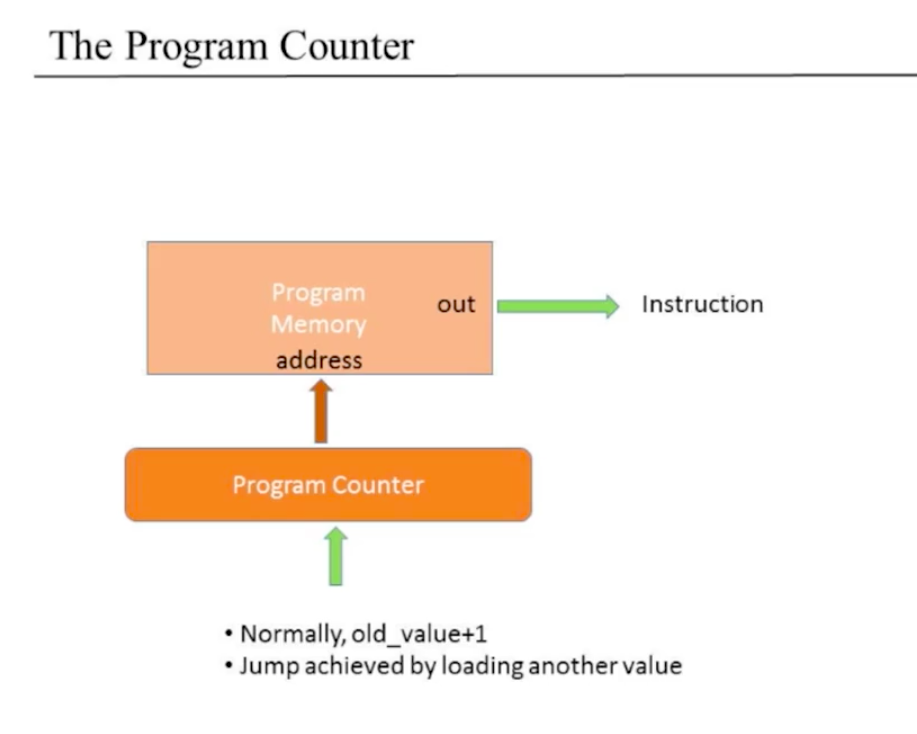 The Program Counter
Program
Memory
out
Instruction
address
Program Counter
• Normally, old_value+1
• Jump achieved by loading another value